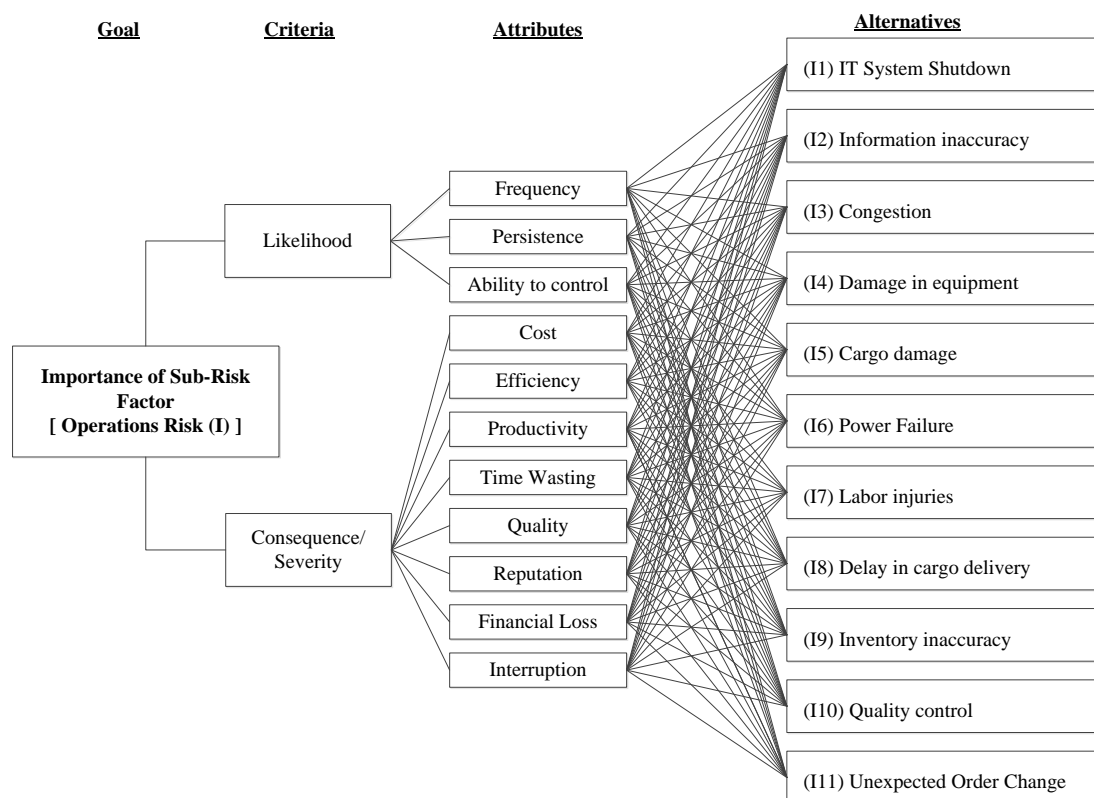 Goal
Criteria
Attributes
Alternatives
Importance of Sub-Risk
Factor
[ Operations Risk (I) ]
Likelihood
Consequence/
Severity
Frequency
Persistence
Ability to control
Cost
Efficiency
Productivity
Time Wasting
Quality
Reputation
Financial Loss
Interruption
(I1) IT System Shutdown
(I2) Information inaccuracy
(I3) Congestion
(I4) Damage in equipment
(I5) Cargo damage
(I6) Power Failure
(I7) Labor injuries
(I8) Delay in cargo delivery
(I9) Inventory inaccuracy
(I10) Quality control
(I11) Unexpected Order Change